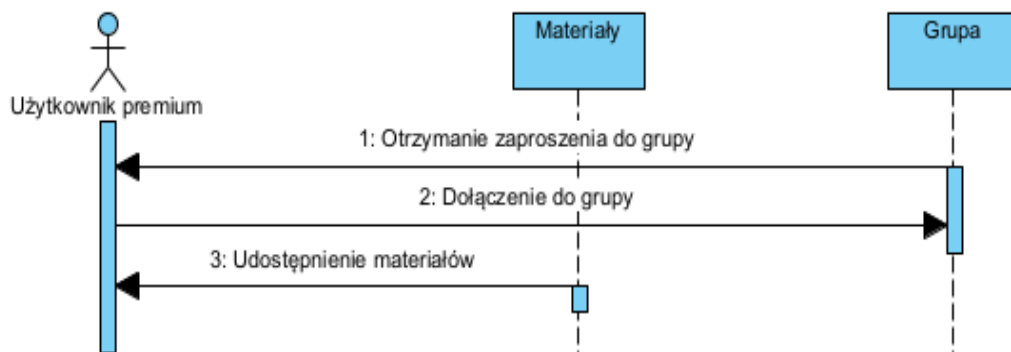 Materiały
Grupa
Użytkownik premium
1: Otrzymanie zaproszenia do grupy
2: Dołączenie do grupy
3: Udostępnienie materiałów